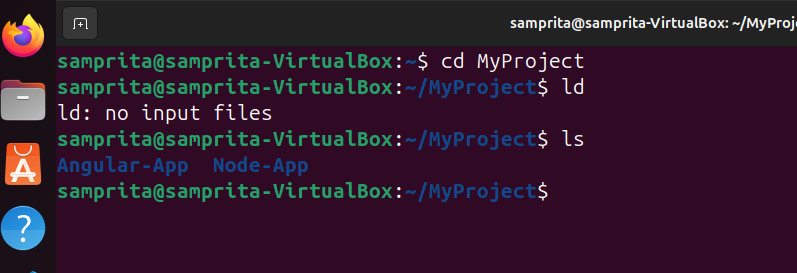 samprita@samprita-VirtualBox: ~/MyProject
samprita@samprita-VirtualBox:~$ cd MyProject
samprita@samprita-VirtualBox:~/MyProject$ ld
ld: no input files
samprita@samprita-VirtualBox:~/MyProject$ ls
Angular-App  Node-App
samprita@samprita-VirtualBox:~/MyProject$